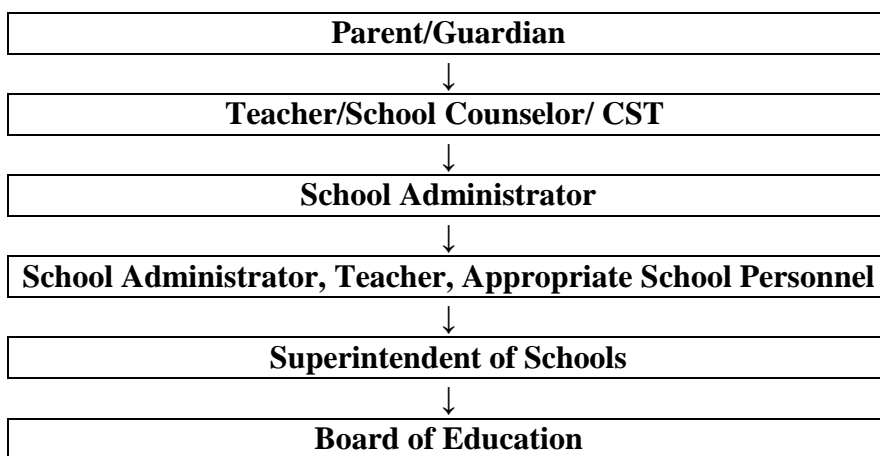 Parent/Guardian
↓
Teacher/School Counselor/ CST
↓
School Administrator
↓
School Administrator, Teacher, Appropriate School Personnel
↓
Superintendent of Schools
↓
Board of Education